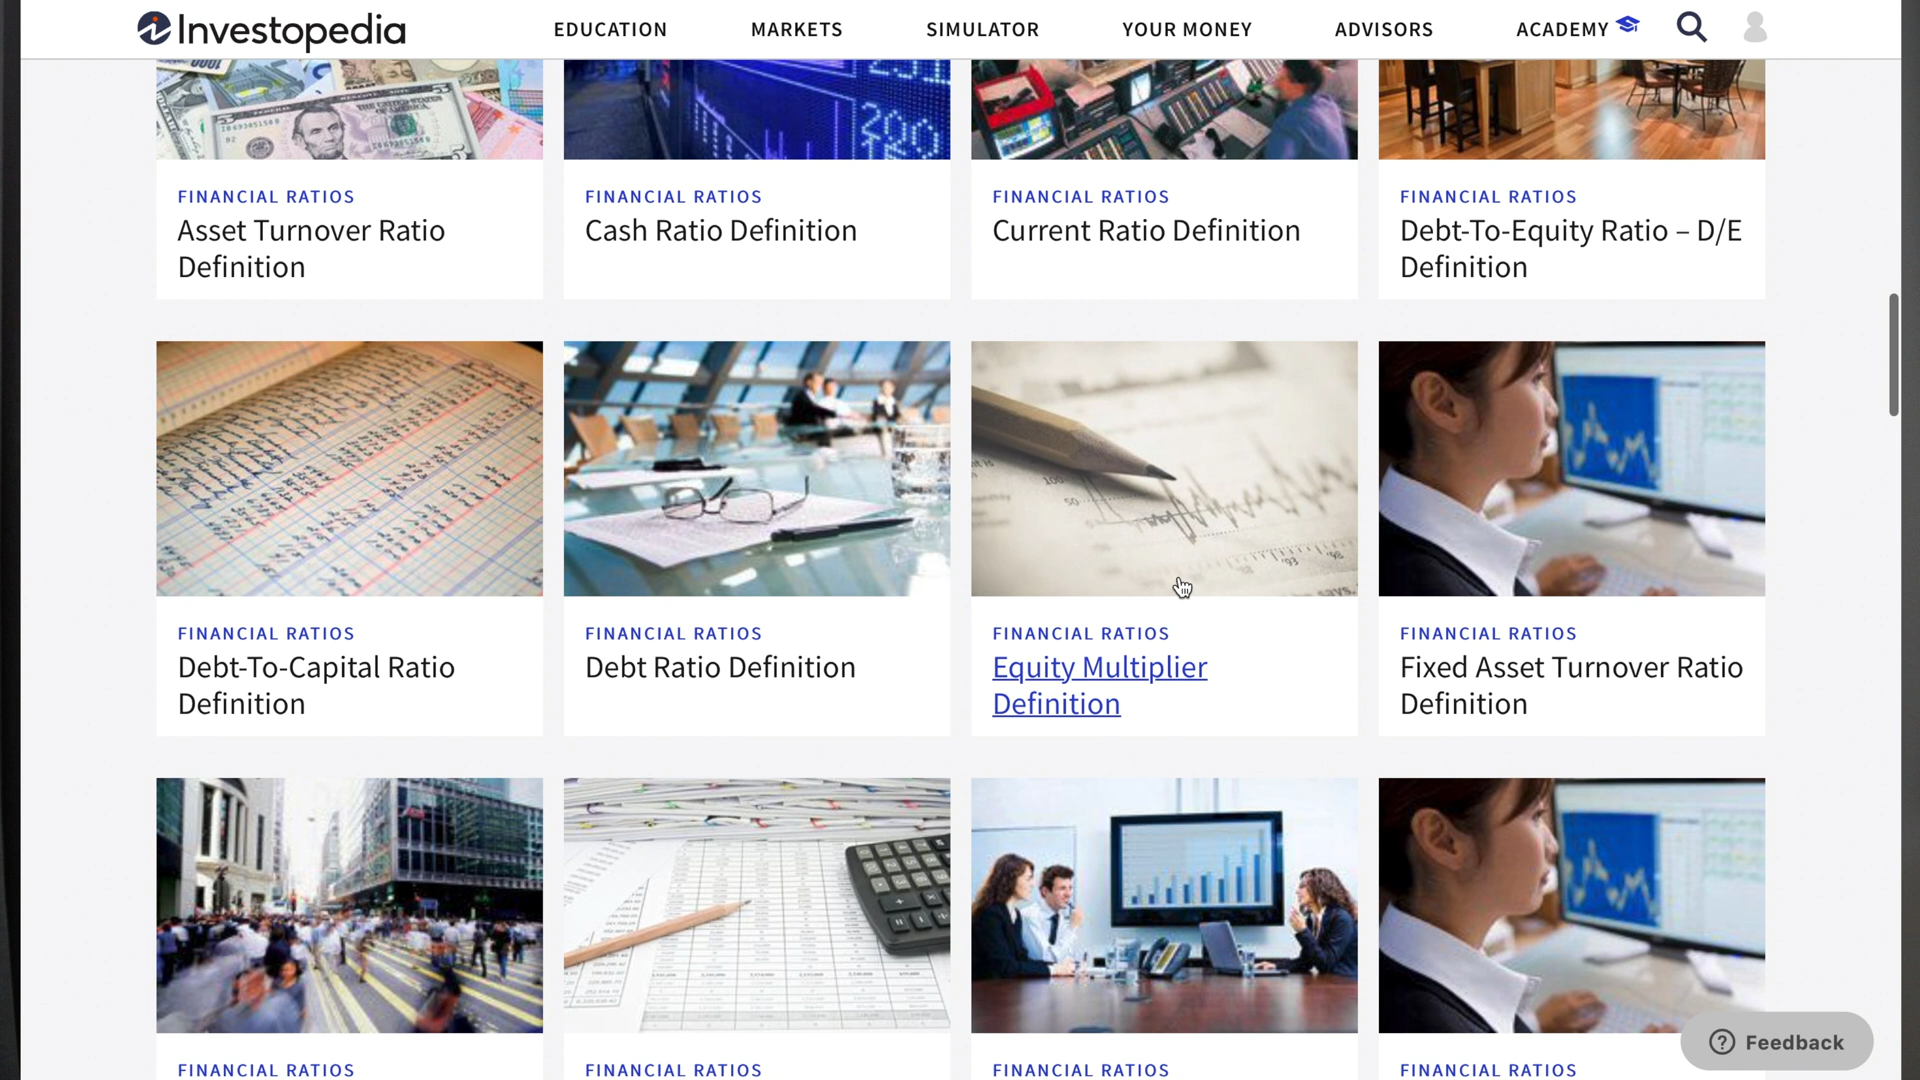 Investopedia
EDUCATION
MARKETS
SIMULATOR
YOUR MONEY
ADVISORS
ACADEMY
FINANCIAL RATIOS
Asset Turnover Ratio
Definition
FINANCIAL RATIOS
Cash Ratio Definition
FINANCIAL RATIOS
Current Ratio Definition
FINANCIAL RATIOS
Debt-To-Equity Ratio – D/E
Definition
FINANCIAL RATIOS
Debt-To-Capital Ratio
Definition
FINANCIAL RATIOS
Debt Ratio Definition
FINANCIAL RATIOS
Equity Multiplier
Definition
FINANCIAL RATIOS
Fixed Asset Turnover Ratio
Definition
FINANCIAL RATIOS
FINANCIAL RATIOS
FINANCIAL RATIOS
FINANCIAL RATIOS
Feedback